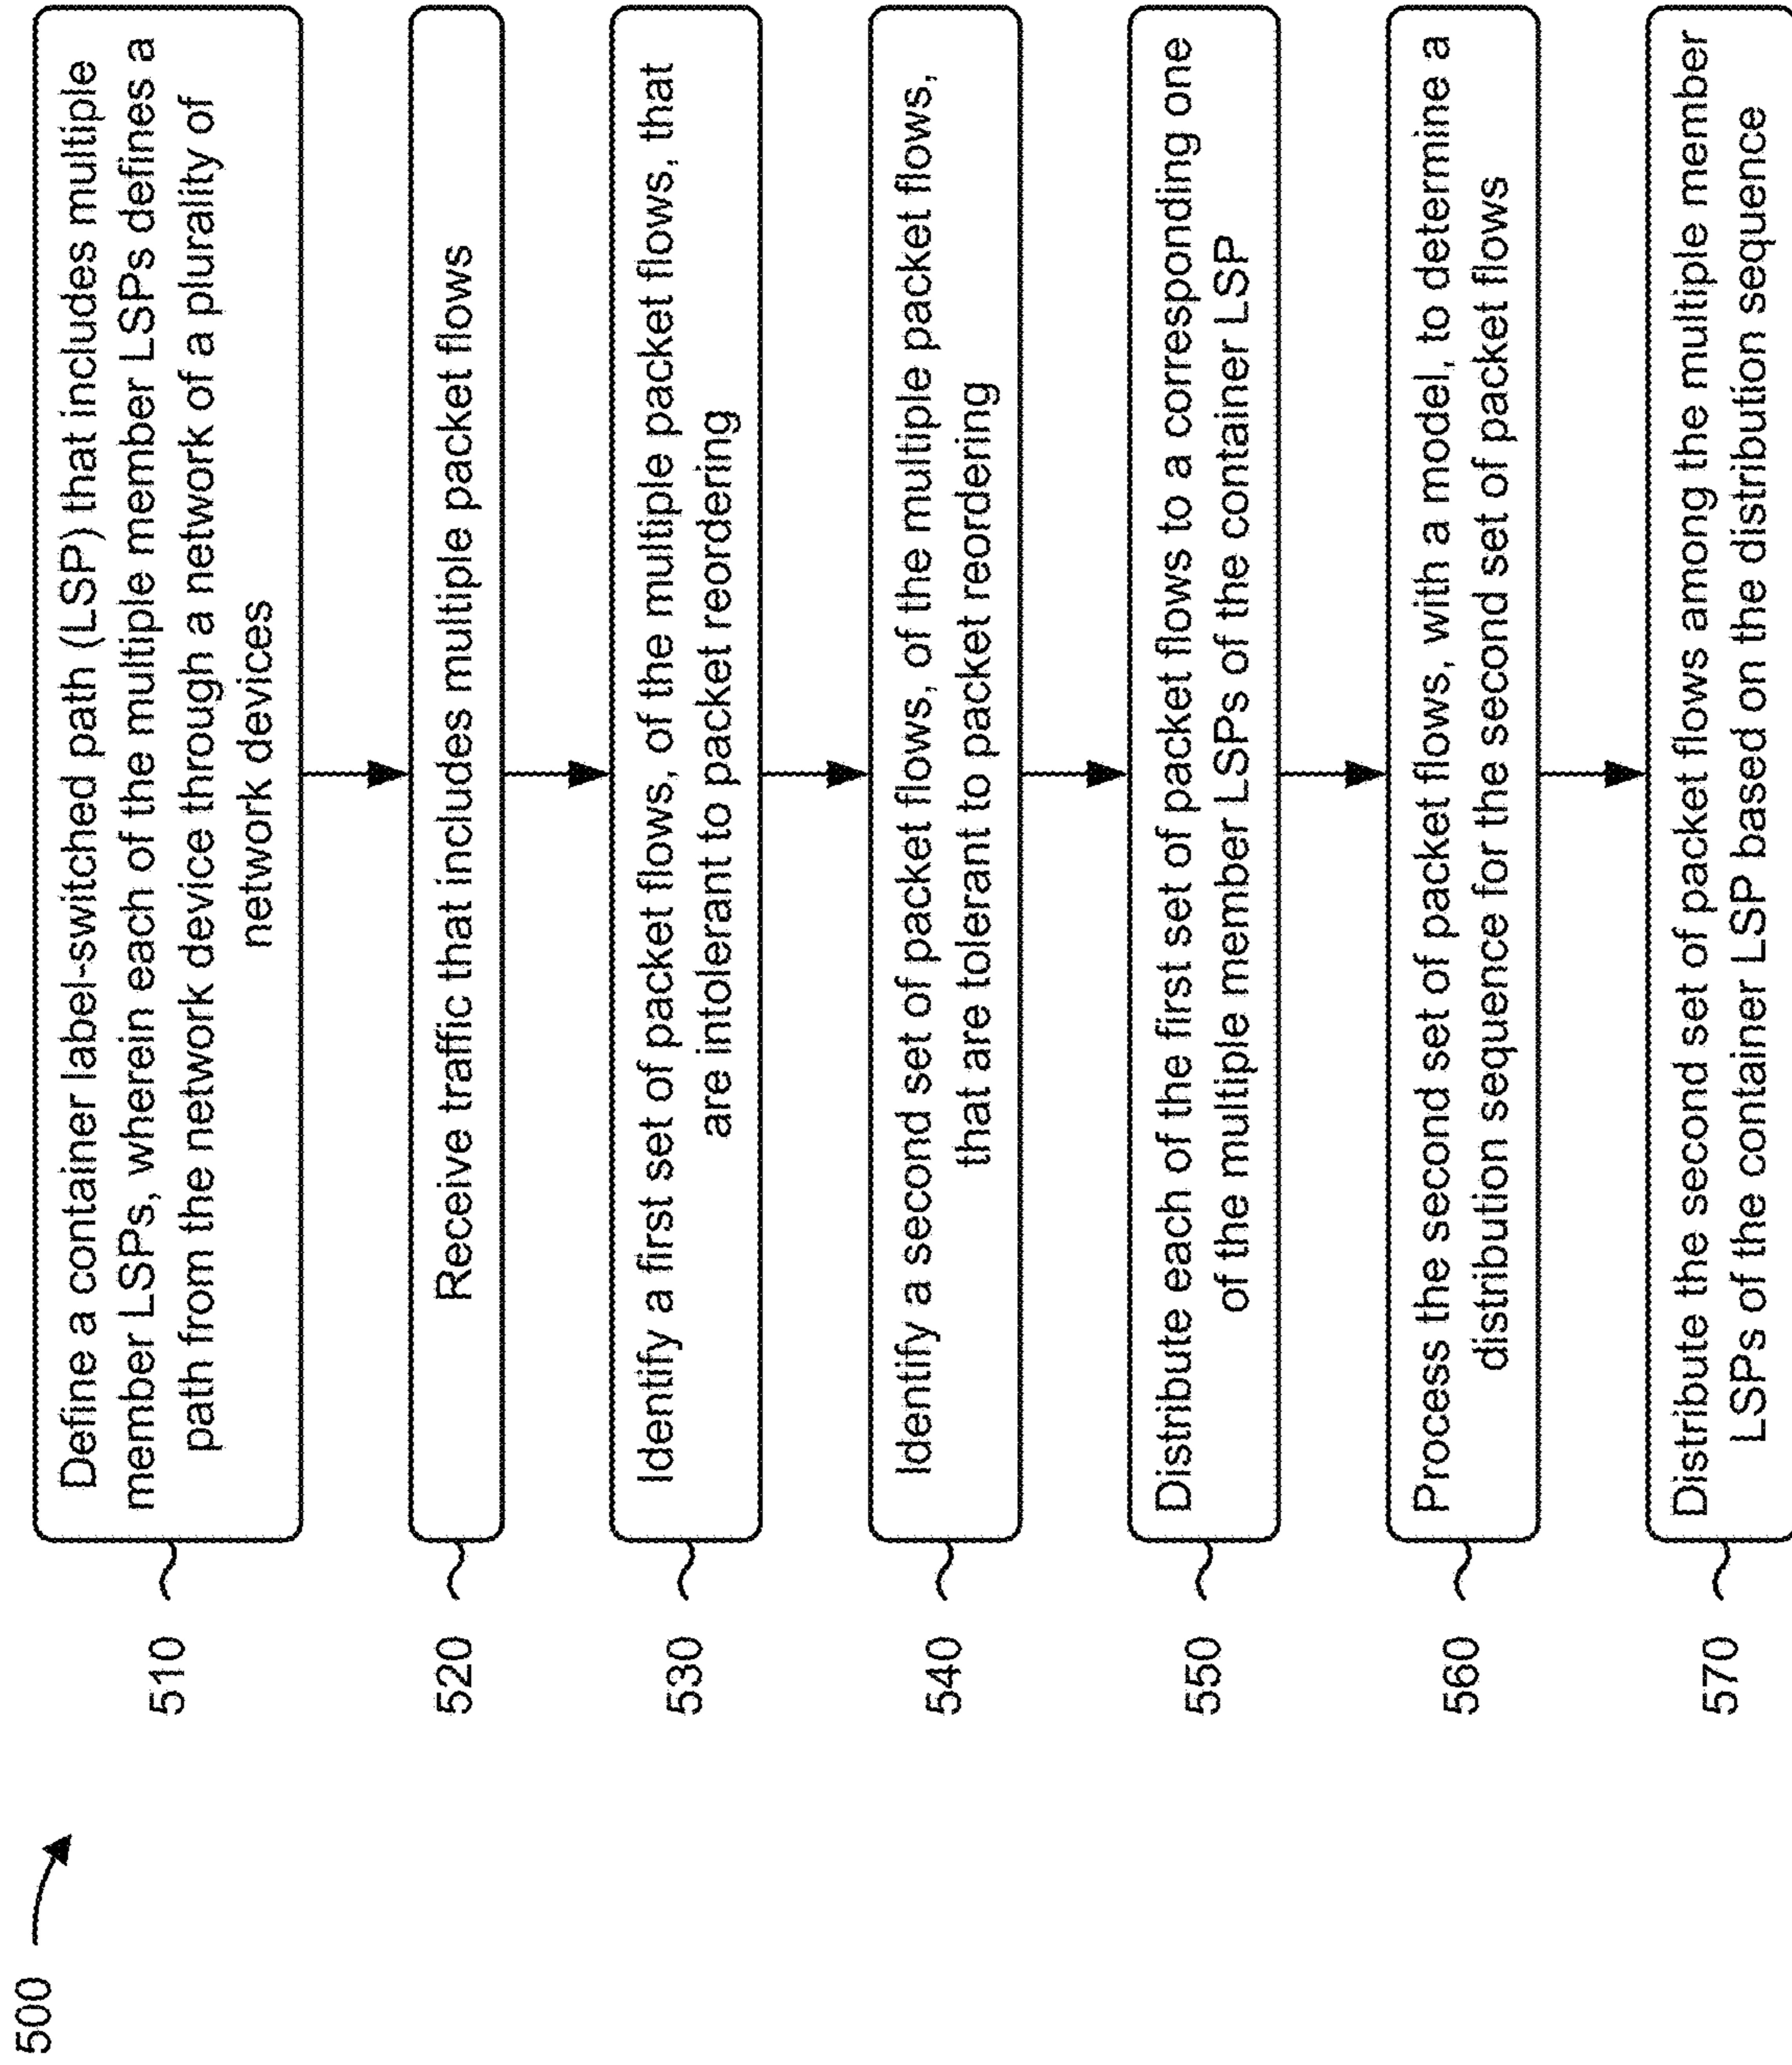 500
510
Define a container label-switched path (LSP) that includes multiple
member LSPs, wherein each of the multiple member LSPs defines a
path from the network device through a network of a plurality of
network devices
520
Receive traffic that includes multiple packet flows
530
Identify a first set of packet flows, of the multiple packet flows, that
are intolerant to packet reordering
540
Identify a second set of packet flows, of the multiple packet flows,
that are tolerant to packet reordering
550
Distribute each of the first set of packet flows to a corresponding one
of the multiple member LSPs of the container LSP
560
Process the second set of packet flows, with a model, to determine a
distribution sequence for the second set of packet flows
570
Distribute the second set of packet flows among the multiple member
LSPs of the container LSP based on the distribution sequence